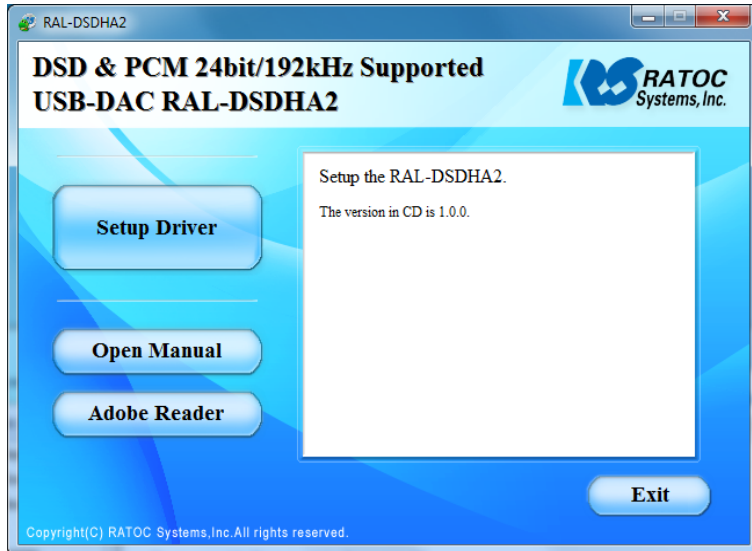 RAL-DSDHA2
DSD & PCM 24bit/192kHz Supported
USB-DAC RAL-DSDHA2
RATOC
Systems, Inc.
Setup Driver
Open Manual
Adobe Reader
Setup the RAL-DSDHA2.
The version in CD is 1.0.0.
Exit
Copyright(C) RATOC Systems,Inc.All rights reserved.